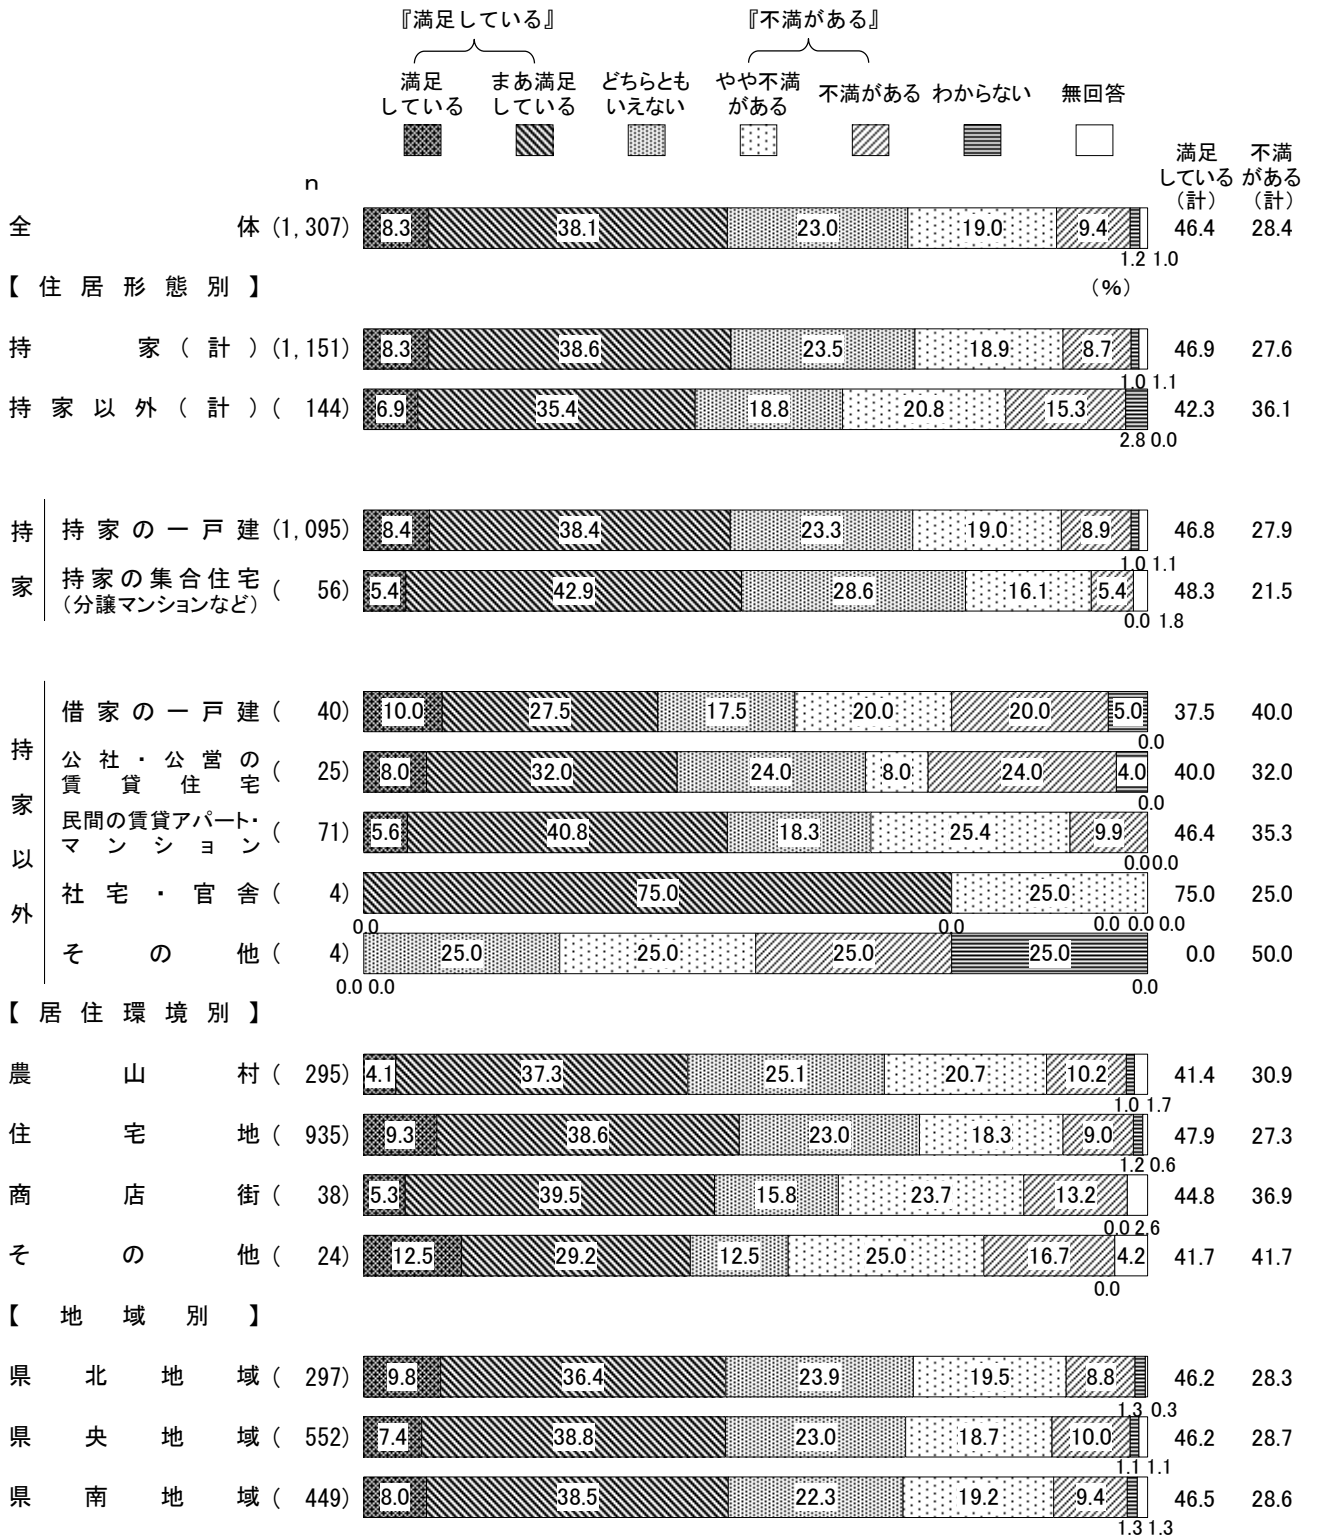 『満足している』 『不満がある』
満足 まあ満足 どちらとも やや不満 不満がある わからない 無回答
している している いえない がある
満足 不満
している がある
n （計） （計）
全体 (1,307) 8.3 38.1 23.0 19.0 9.4 46.4 28.4
1.2 1.0
【住居形態別】 （％）
持家（計） (1,151) 8.3 38.6 23.5 18.9 8.7 46.9 27.6
1.0 1.1
持家以外（計） ( 144) 6.9 35.4 18.8 20.8 15.3 42.3 36.1
2.8 0.0
持家
持家の一戸建 (1,095) 8.4 38.4 23.3 19.0 8.9 46.8 27.9
1.0 1.1
持家の集合住宅
（分譲マンションなど） ( 56) 5.4 42.9 28.6 16.1 5.4 48.3 21.5
0.0 1.8
持家以外
借家の一戸建 ( 40) 10.0 27.5 17.5 20.0 20.0 5.0 37.5 40.0
0.0
公社・公営の
賃貸住宅 ( 25) 8.0 32.0 24.0 8.0 24.0 4.0 40.0 32.0
0.0
民間の賃貸アパート・
マンション ( 71) 5.6 40.8 18.3 25.4 9.9 46.4 35.3
0.0 0.0
社宅・官舎 ( 4) 75.0 25.0 75.0 25.0
0.0 0.0 0.0 0.0 0.0
その他 ( 4) 25.0 25.0 25.0 25.0 0.0 50.0
0.0 0.0 0.0
【居住環境別】
農山村 ( 295) 4.1 37.3 25.1 20.7 10.2 41.4 30.9
1.0 1.7
住宅地 ( 935) 9.3 38.6 23.0 18.3 9.0 47.9 27.3
1.2 0.6
商店街 ( 38) 5.3 39.5 15.8 23.7 13.2 44.8 36.9
0.0 2.6
その他 ( 24) 12.5 29.2 12.5 25.0 16.7 4.2 41.7 41.7
0.0
【地域別】
県北地域 ( 297) 9.8 36.4 23.9 19.5 8.8 46.2 28.3
1.3 0.3
県央地域 ( 552) 7.4 38.8 23.0 18.7 10.0 46.2 28.7
1.1 1.1
県南地域 ( 449) 8.0 38.5 22.3 19.2 9.4 46.5 28.6
1.3 1.3